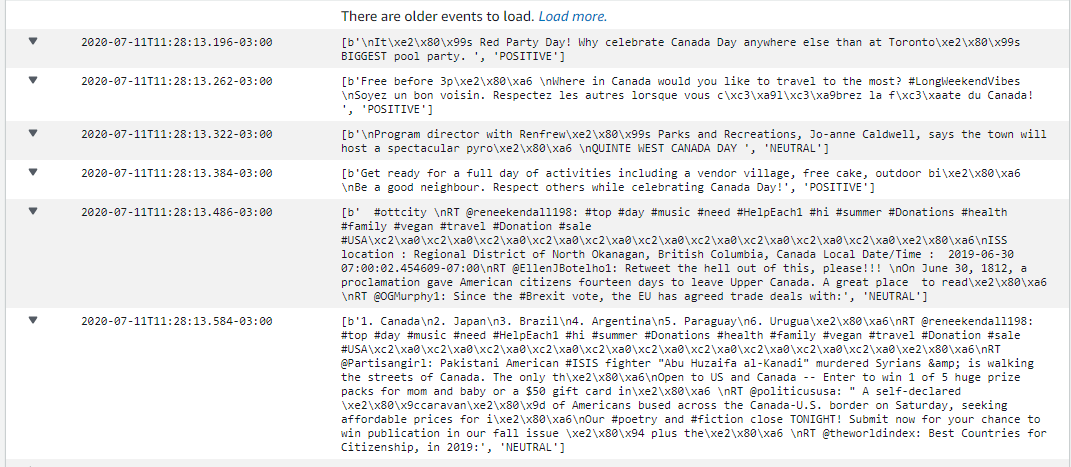 There are older events to load. Load more.
2020-07-11T11:28:13.196-03:00 [b'\nIt\xe2\x80\x99s Red Party Day! Why celebrate Canada Day anywhere else than at Toronto\xe2\x80\x99s
BIGGEST pool party. ', 'POSITIVE']
2020-07-11T11:28:13.262-03:00 [b'Free before 3p\xe2\x80\xa6 \nWhere in Canada would you like to travel to the most? #LongWeekendVibes
\nSoyez un bon voisin. Respectez les autres lorsque vous c\xc3\xa9l\xc3\xa9brez la f\xc3\xaate du Canada!
', 'POSITIVE']
2020-07-11T11:28:13.322-03:00 [b'\nProgram director with Renfrew\xe2\x80\x99s Parks and Recreations, Jo-anne Caldwell, says the town will
host a spectacular pyro\xe2\x80\xa6 \nQUINTE WEST CANADA DAY ', 'NEUTRAL']
2020-07-11T11:28:13.384-03:00 [b'Get ready for a full day of activities including a vendor village, free cake, outdoor bi\xe2\x80\xa6
\nBe a good neighbour. Respect others while celebrating Canada Day!', 'POSITIVE']
2020-07-11T11:28:13.486-03:00 [b'  #ottcity \nRT @reneekendall198: #top #day #music #need #HelpEach1 #hi #summer #Donations #health
#family #vegan #travel #Donation #sale
#USA\xc2\xa0\xc2\xa0\xc2\xa0\xc2\xa0\xc2\xa0\xc2\xa0\xc2\xa0\xc2\xa0\xc2\xa0\xc2\xa0\xc2\xa0\xe2\x80\xa6\nISS
location : Regional District of North Okanagan, British Columbia, Canada Local Date/Time :  2019-06-30
07:00:02.454609-07:00\nRT @EllenJBotelho1: Retweet the hell out of this, please!!! \nOn June 30, 1812, a
proclamation gave American citizens fourteen days to leave Upper Canada. A great place  to read\xe2\x80\xa6
\nRT @OGMurphy1: Since the #Brexit vote, the EU has agreed trade deals with:', 'NEUTRAL']
2020-07-11T11:28:13.584-03:00 [b'1. Canada\n2. Japan\n3. Brazil\n4. Argentina\n5. Paraguay\n6. Urugua\xe2\x80\xa6\nRT @reneekendall198:
#top #day #music #need #HelpEach1 #hi #summer #Donations #health #family #vegan #travel #Donation #sale
#USA\xc2\xa0\xc2\xa0\xc2\xa0\xc2\xa0\xc2\xa0\xc2\xa0\xc2\xa0\xc2\xa0\xc2\xa0\xc2\xa0\xc2\xa0\xe2\x80\xa6\nRT
@Partisangirl: Pakistani American #ISIS fighter "Abu Huzaifa al-Kanadi" murdered Syrians &amp; is walking
the streets of Canada. The only th\xe2\x80\xa6\nOpen to US and Canada -- Enter to win 1 of 5 huge prize
packs for mom and baby or a $50 gift card in\xe2\x80\xa6 \nRT @politicususa: " A self-declared
\xe2\x80\x9ccaravan\xe2\x80\x9d of Americans bused across the Canada-U.S. border on Saturday, seeking
affordable prices for i\xe2\x80\xa6\nOur #poetry and #fiction close TONIGHT! Submit now for your chance to
win publication in our fall issue \xe2\x80\x94 plus the\xe2\x80\xa6 \nRT @theworldindex: Best Countries for
Citizenship, in 2019:', 'NEUTRAL']